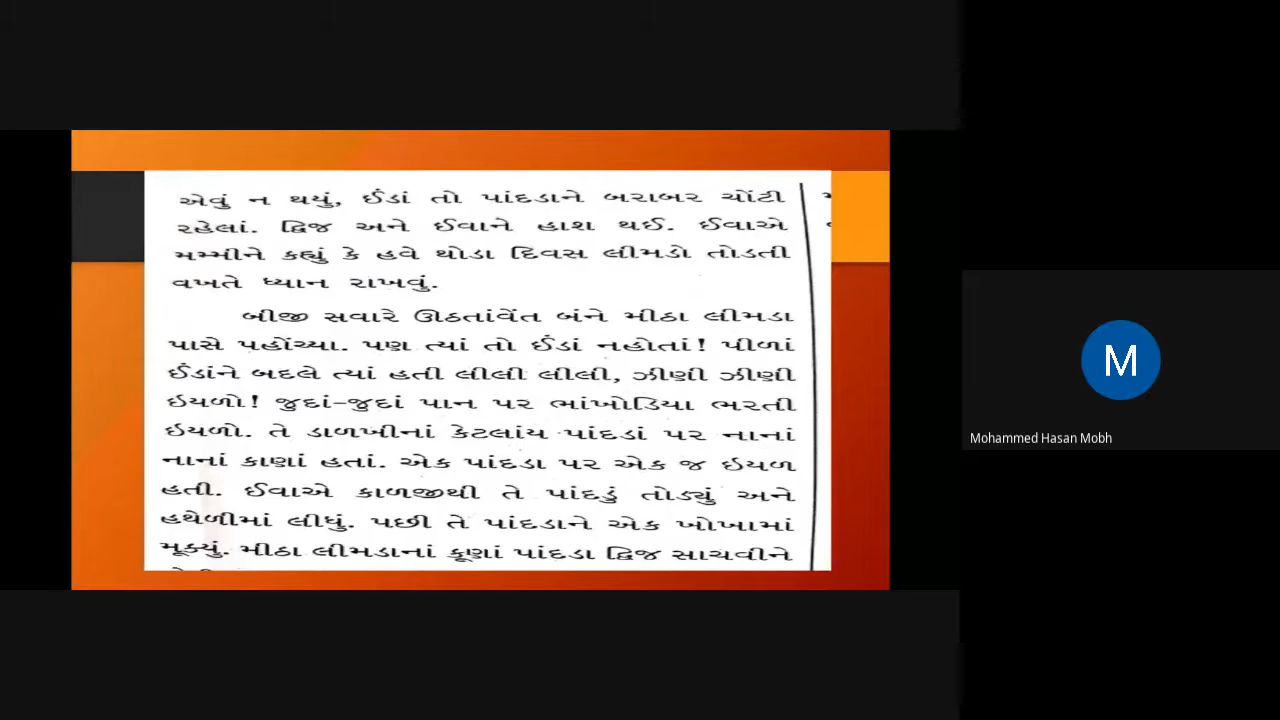 એવું ન થયું, ઈંડાં તો પાંદડાને બરાબર ચોંટી
રહેલાં. દ્વિજ અને ઈવાને હાશ થઈ. ઈવાએ
મમ્મીને કહ્યું કે હવે થોડા દિવસ લીમડો તોડતી
વખતે ધ્યાન રાખવું.
બીજી સવારે ઊઠતાંવેંત બંને મીઠા લીમડા
પાસે પહોંચ્યા. પણ ત્યાં તો ઈંડાં નહોતાં! પીળાં
ઈંડાંને બદલે ત્યાં હતી લીલી લીલી, ઝીણી ઝીણી
ઇયળો! જુદાં-જુદાં પાન પર ભાંખોડિયા ભરતી
ઇયળો. તે ડાળખીનાં કેટલાંય પાંદડાં પર નાનાં
નાનાં કાણાં હતાં. એક પાંદડા પર એક જ ઇયળ
હતી. ઈવાએ કાળજીથી તે પાંદડું તોડ્યું અને
હથેળીમાં લીધું. પછી તે પાંદડાને એક ખોખામાં
મૂક્યું. મીઠા લીમડાનાં કૂણાં પાંદડા દ્વિજ સાચવીને
M
Mohammed Hasan Mobh